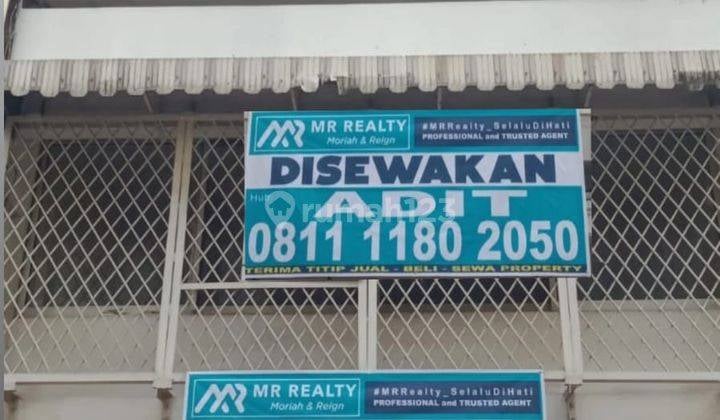 MR REALTY
Moriah & Reign
#MRRealty_SelaluDiHati
PROFESSIONAL and TRUSTED AGENT
DISEWAKAN
Hub
ADIT
rumah123
0811 1180 2050
TERIMA TITIP JUAL - BELI - SEWA PROPERTY
MR REALTY
Moriah & Reign
#MRRealty_SelaluDiHati
PROFESSIONAL and TRUSTED AGENT